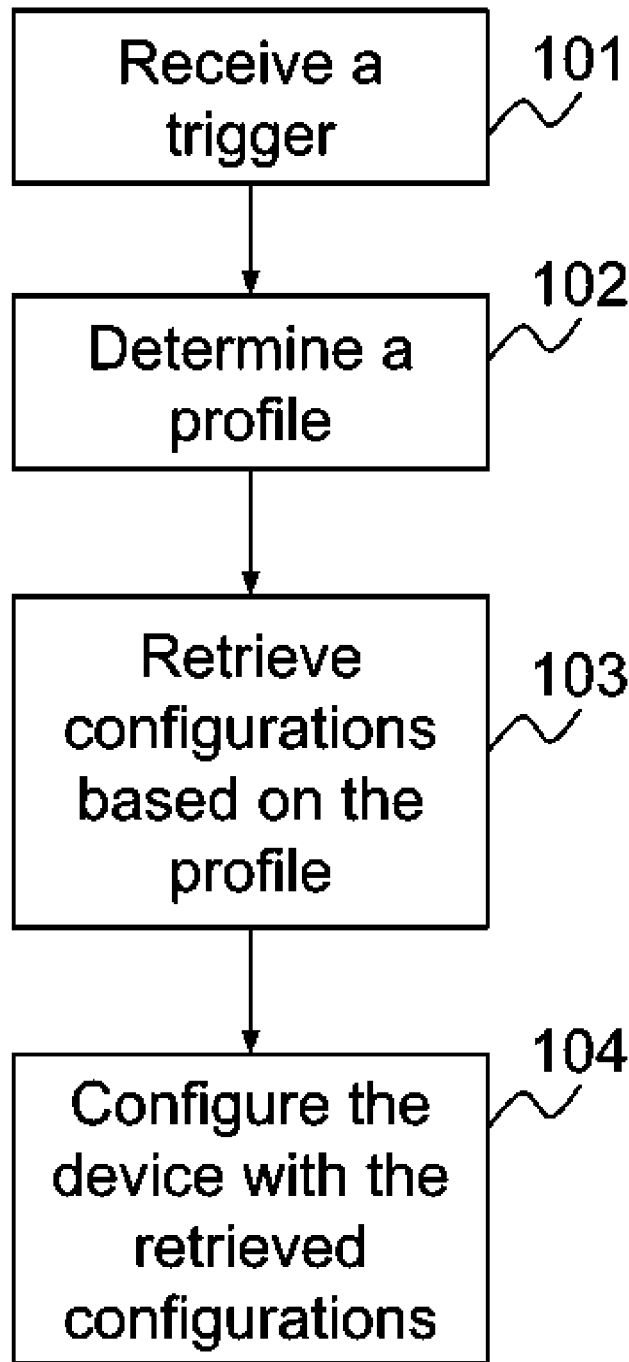 Receive a
trigger
101
Determine a
profile
102
Retrieve
configurations
based on the
profile
103
Configure the
device with the
retrieved
configurations
104